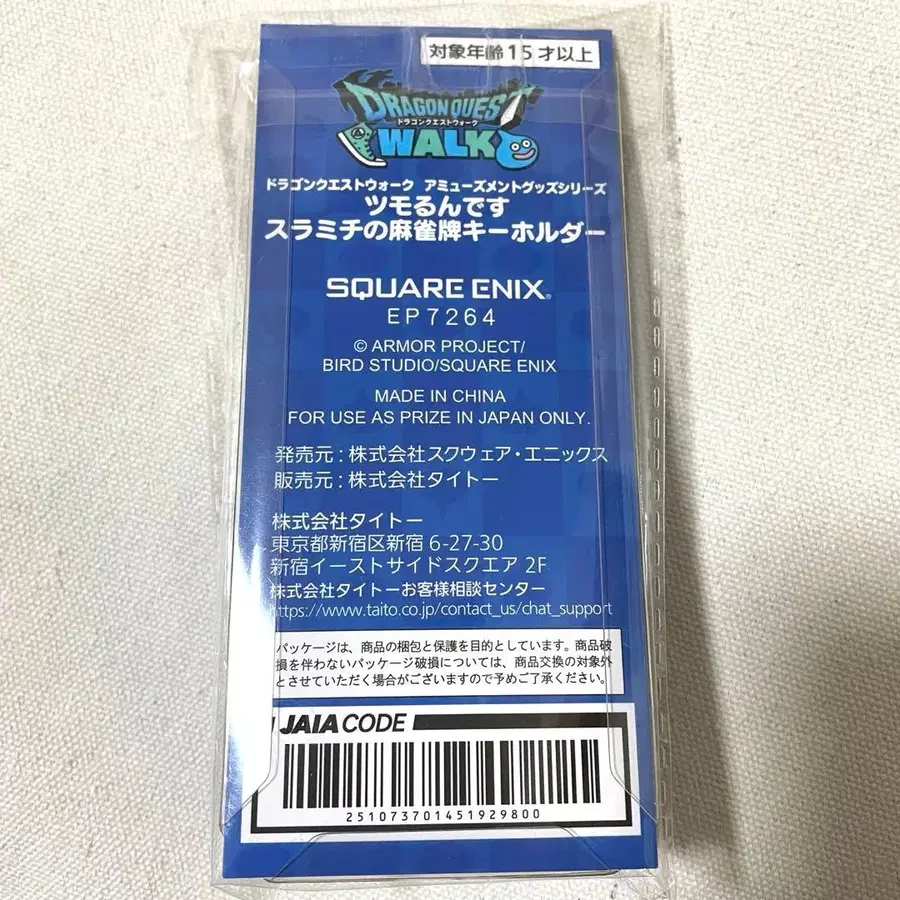 対象年齢15才以上
DRAGON QUEST
ドラゴンクエストウォーク
WALK
ドラゴンクエストウォーク アミューズメントグッズシリーズ
ツモるんです
スラミチの麻雀牌キーホルダー
SQUARE ENIX®
EP7264
© ARMOR PROJECT/
BIRD STUDIO/SQUARE ENIX
MADE IN CHINA
FOR USE AS PRIZE IN JAPAN ONLY.
発売元:株式会社スクウェア・エニックス
販売元:株式会社タイトー
株式会社タイトー
東京都新宿区新宿 6-27-30
新宿イーストサイドスクエア 2F
株式会社タイトーお客様相談センター
https://www.taito.co.jp/contact_us/chat_support
パッケージは、商品の梱包と保護を目的としています。商品破
損を伴わないパッケージ破損については、商品交換の対象外
とさせていただく場合がございますので予めご了承ください。
JAIA CODE
251073701451929800